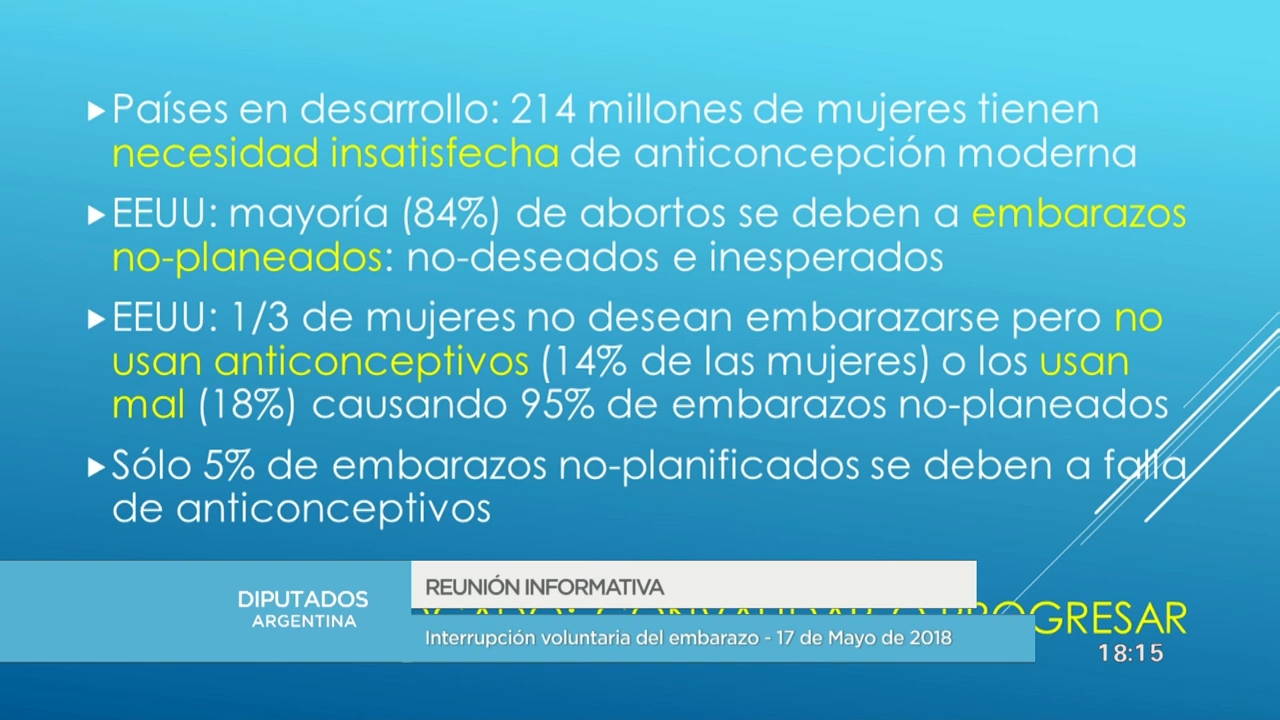 Países en desarrollo: 214 millones de mujeres tienen
necesidad insatisfecha de anticoncepción moderna
EEUU: mayoría (84%) de abortos se deben a embarazos
no-planeados: no-deseados e inesperados
EEUU: 1/3 de mujeres no desean embarazarse pero no
usan anticonceptivos (14% de las mujeres) o los usan
mal (18%) causando 95% de embarazos no-planeados
Sólo 5% de embarazos no-planificados se deben a falla
de anticonceptivos
DIPUTADOS
ARGENTINA
REUNIÓN INFORMATIVA
PROGRESAR
Interrupción voluntaria del embarazo - 17 de Mayo de 2018
18:15